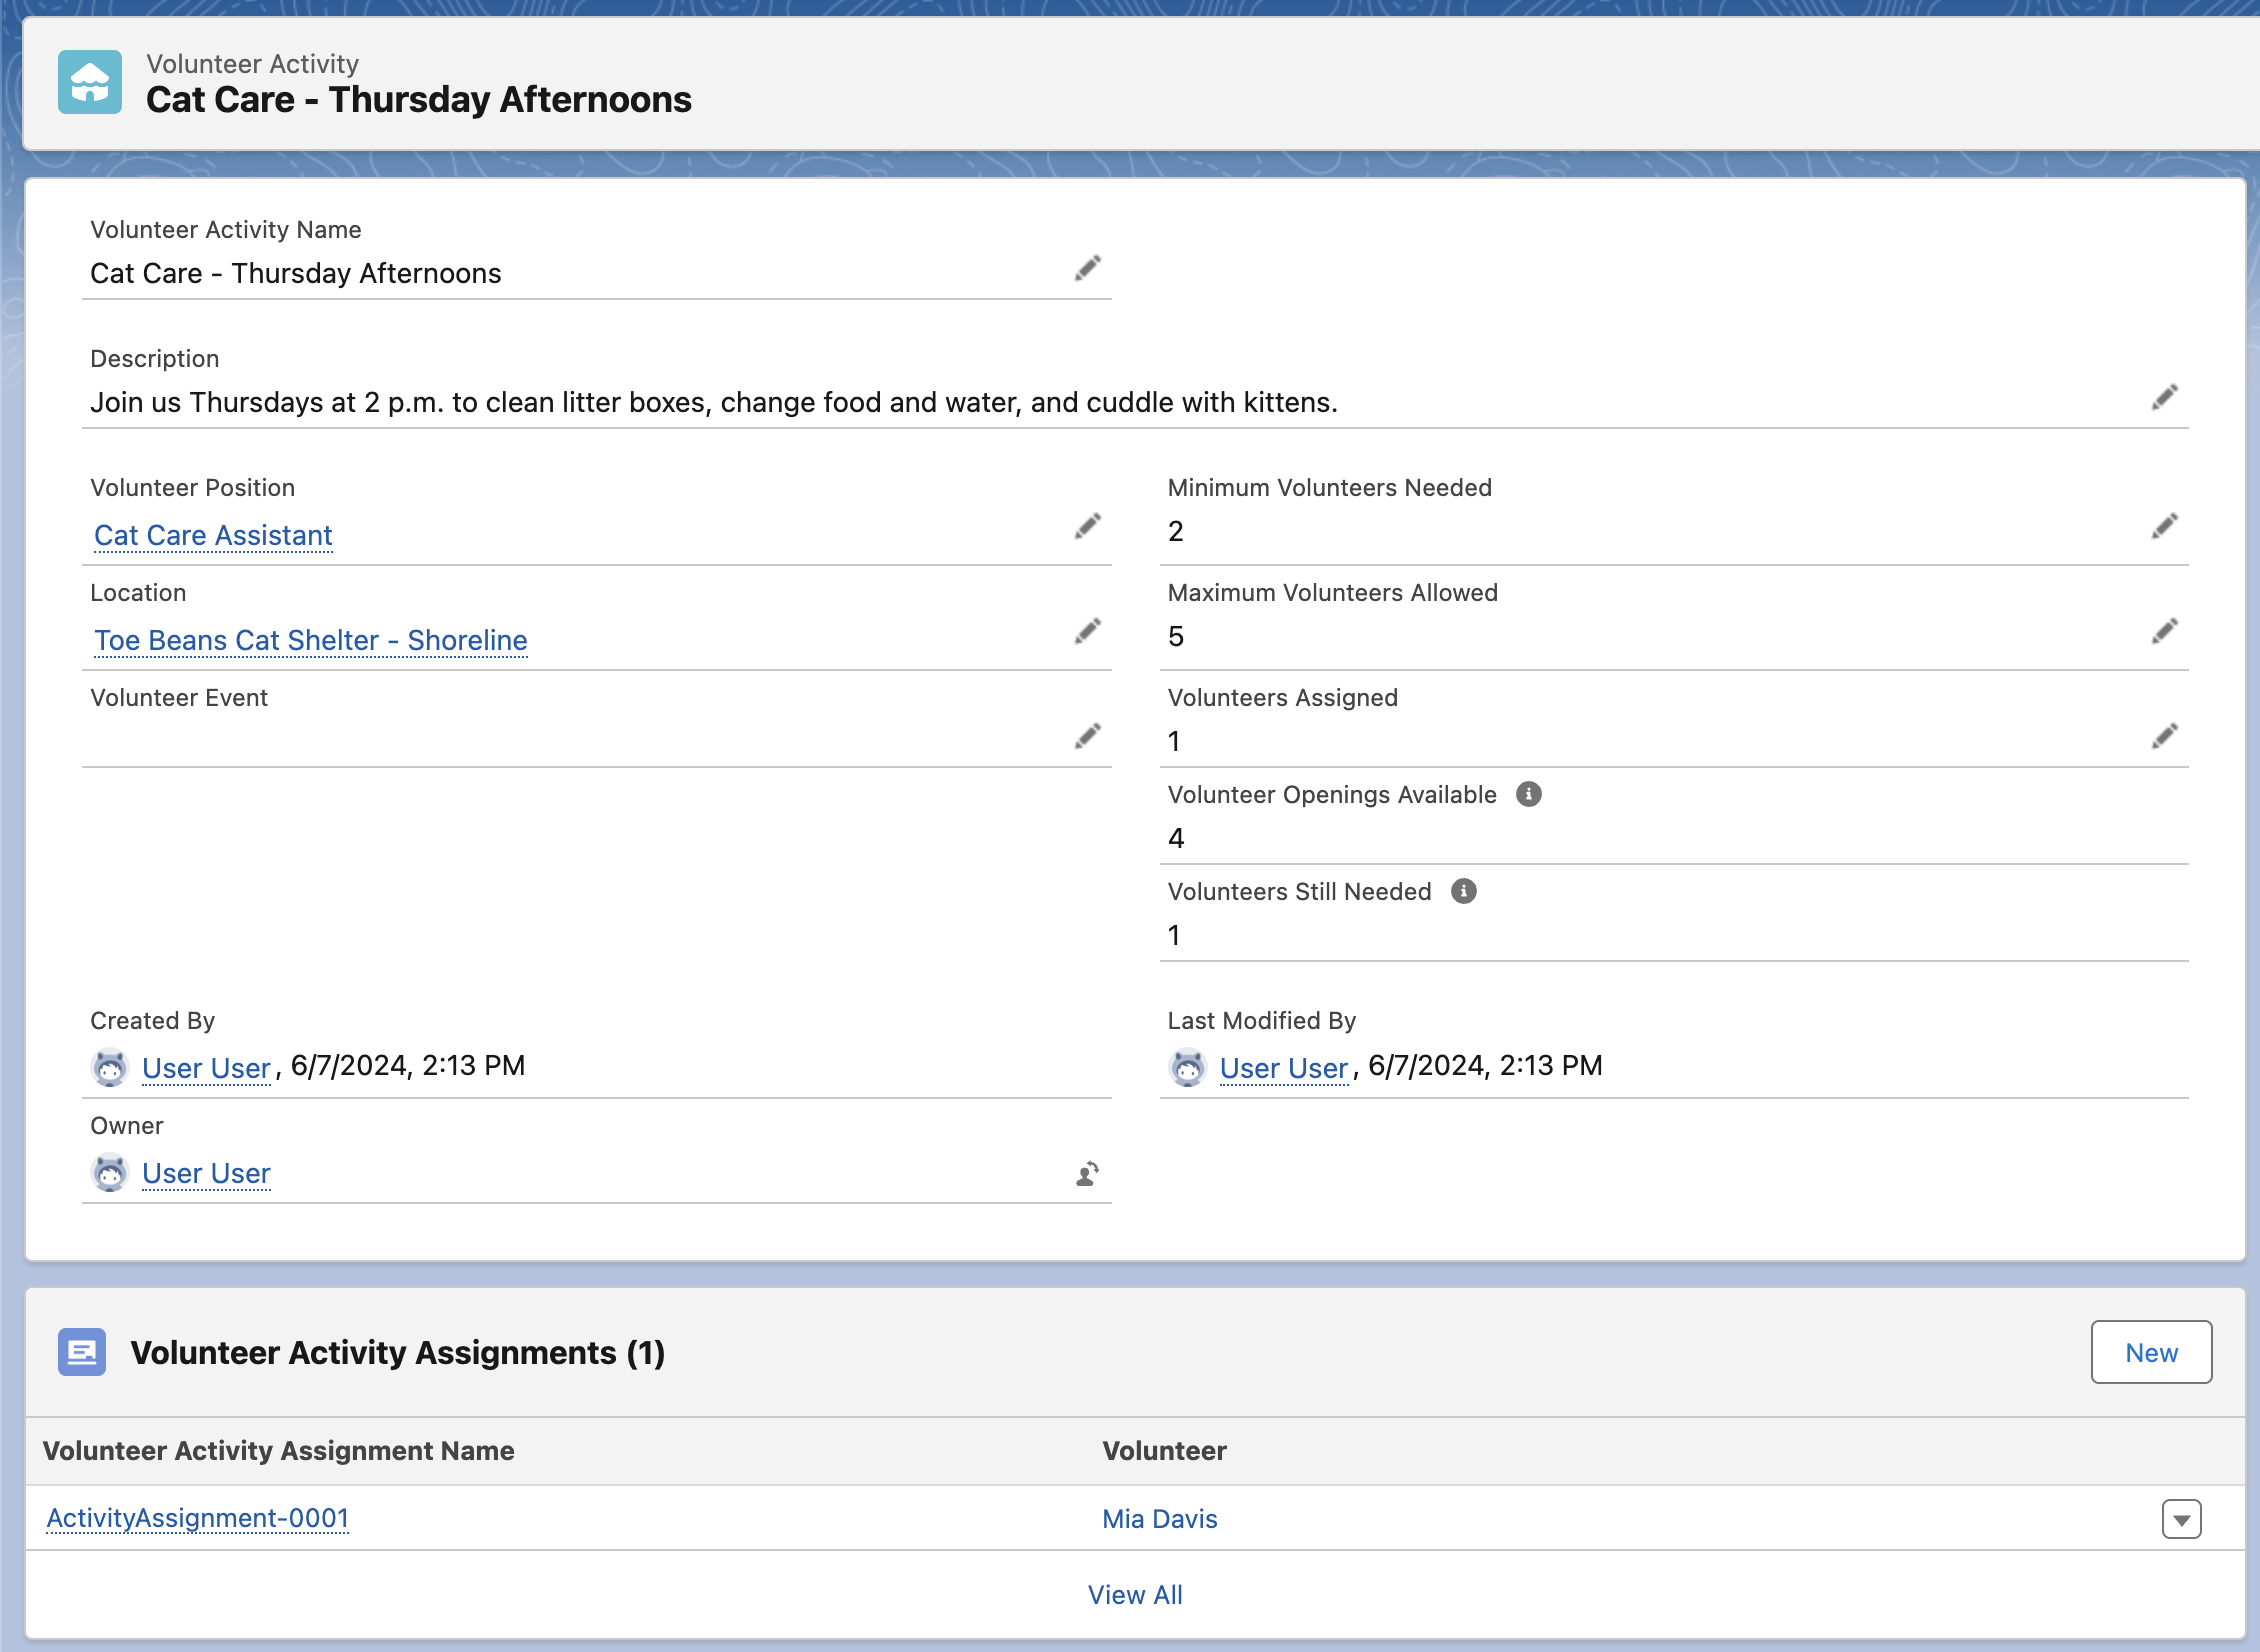 Volunteer Activity
Cat Care - Thursday Afternoons
Volunteer Activity Name
Cat Care - Thursday Afternoons
Description
Join us Thursdays at 2 p.m. to clean litter boxes, change food and water, and cuddle with kittens.
Volunteer Position
Cat Care Assistant
Minimum Volunteers Needed
2
Location
Toe Beans Cat Shelter - Shoreline
Maximum Volunteers Allowed
5
Volunteer Event
Volunteers Assigned
1
Volunteer Openings Available
4
Volunteers Still Needed
1
Created By
User User, 6/7/2024, 2:13 PM
Last Modified By
User User, 6/7/2024, 2:13 PM
Owner
User User
Volunteer Activity Assignments (1)
New
Volunteer Activity Assignment Name
Volunteer
ActivityAssignment-0001
Mia Davis
View All